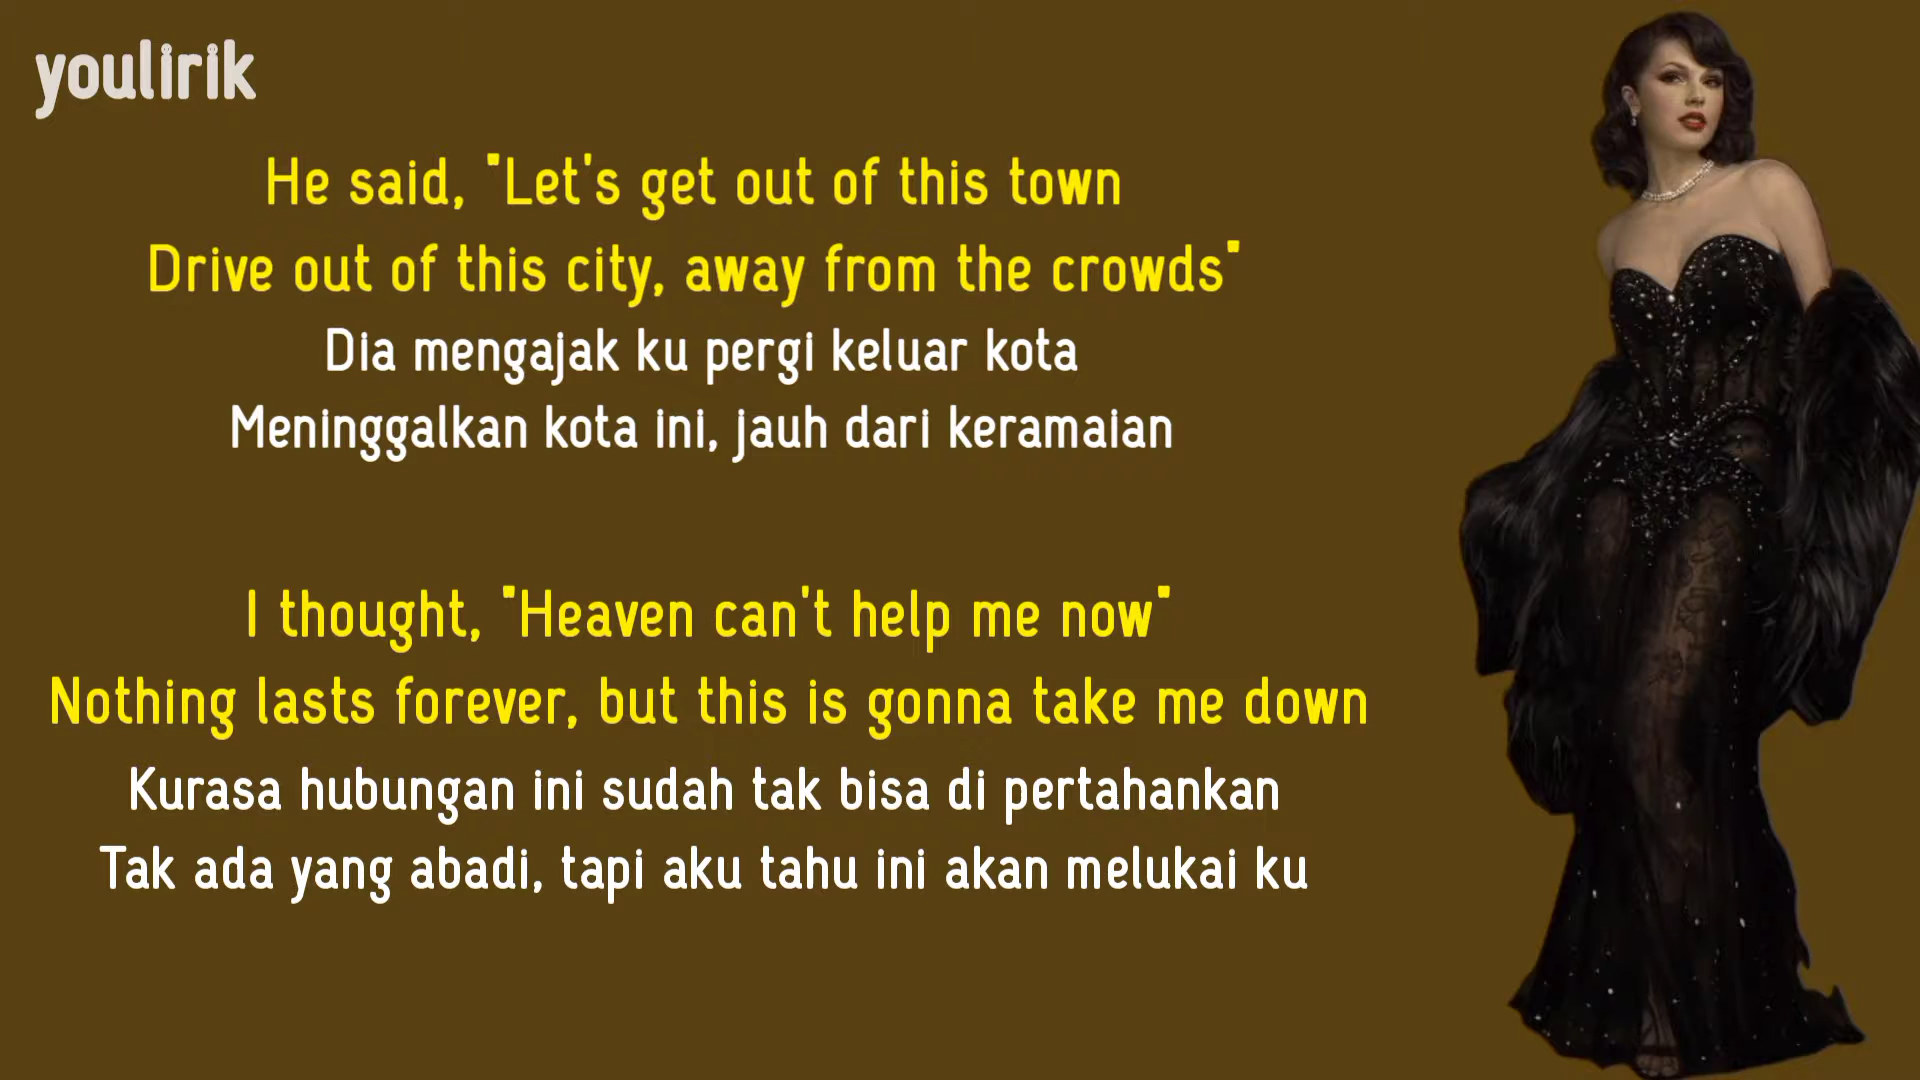 youlirik
He said, "Let's get out of this town
Drive out of this city, away from the crowds"
Dia mengajak ku pergi keluar kota
Meninggalkan kota ini, jauh dari keramaian
I thought, "Heaven can't help me now"
Nothing lasts forever, but this is gonna take me down
Kurasa hubungan ini sudah tak bisa di pertahankan
Tak ada yang abadi, tapi aku tahu ini akan melukai ku